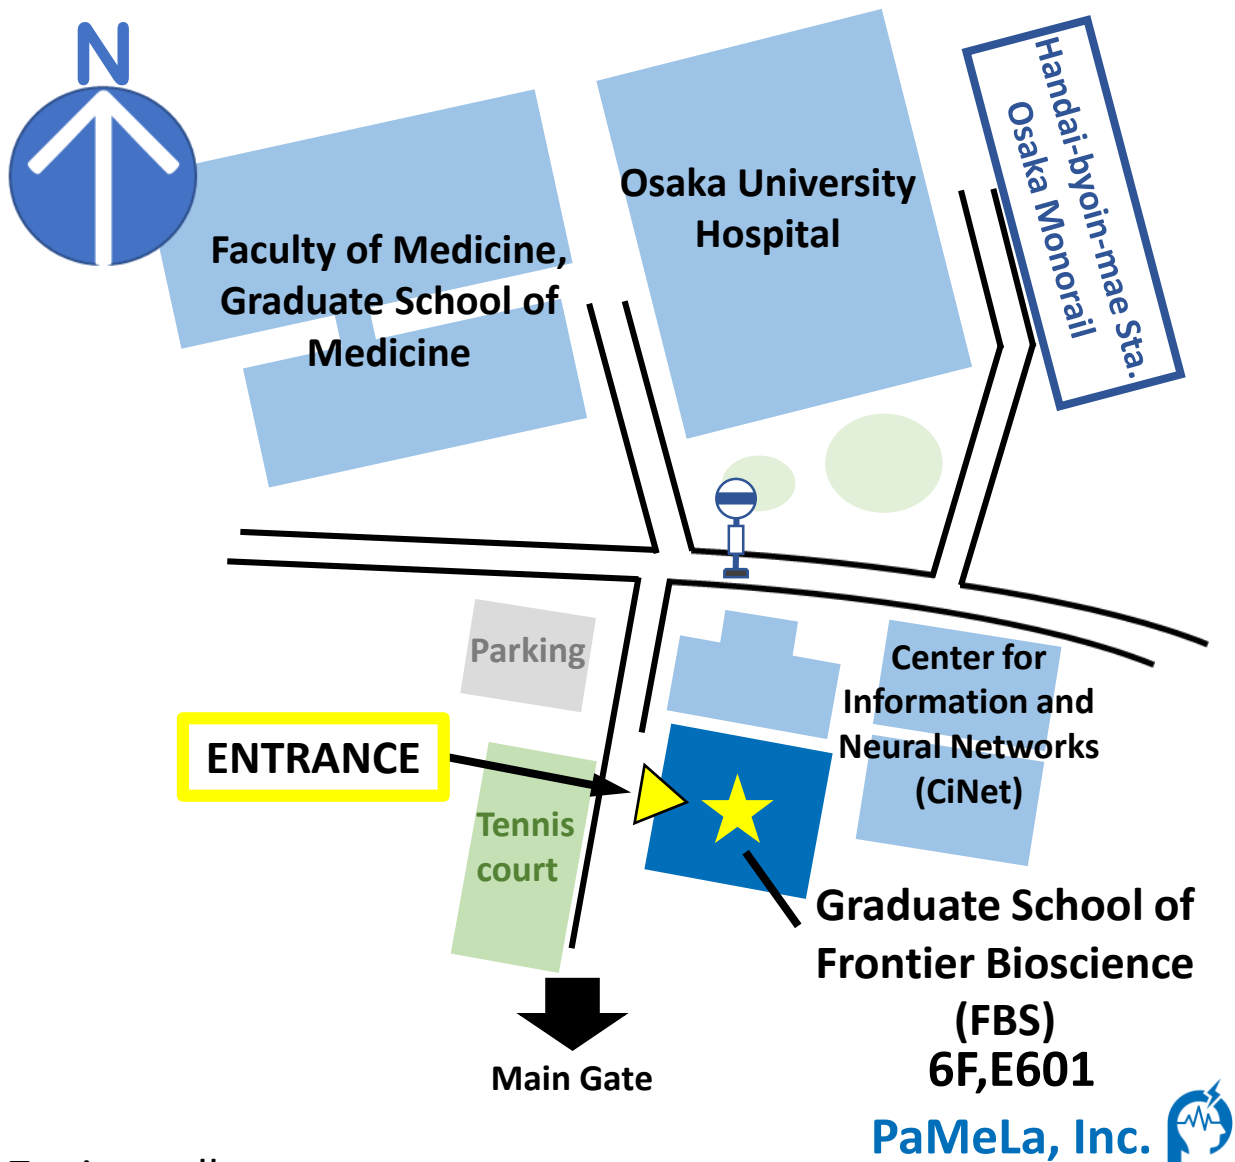 N
Handai-byoin-mae Sta.
Osaka Monorail
Osaka University
Hospital
Faculty of Medicine,
Graduate School of
Medicine
Parking
Center for
Information and
Neural Networks
(CiNet)
ENTRANCE
Tennis
court
Graduate School of
Frontier Bioscience
(FBS)
6F,E601
Main Gate
PaMeLa, Inc.